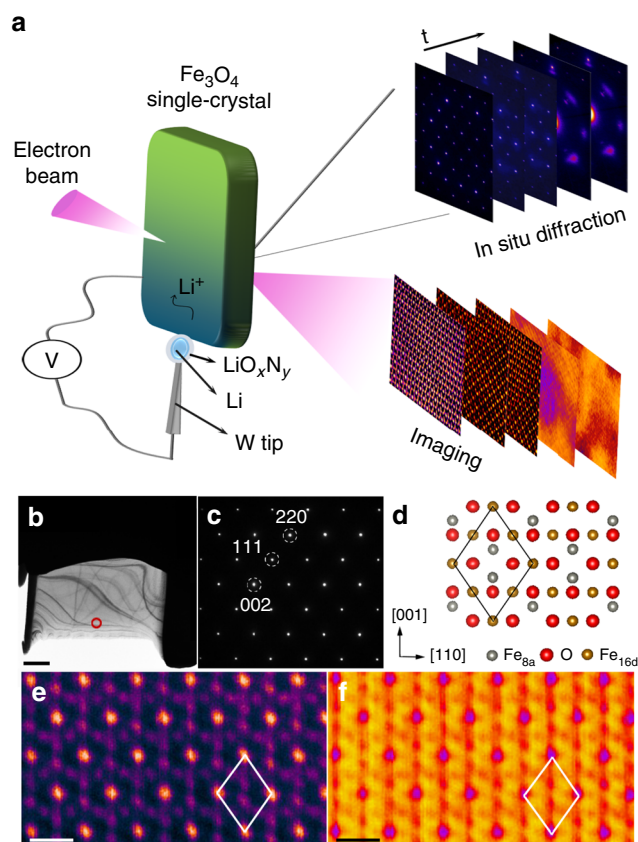 a
t
Fe₃O₄
single-crystal
Electron
beam
In situ diffraction
Li⁺
V
LiOₓNᵧ
Li
W tip
Imaging
b
c
220
111
002
d
[001]
[110]
Fe₈ₐ
O
Fe₁₆d
e
f